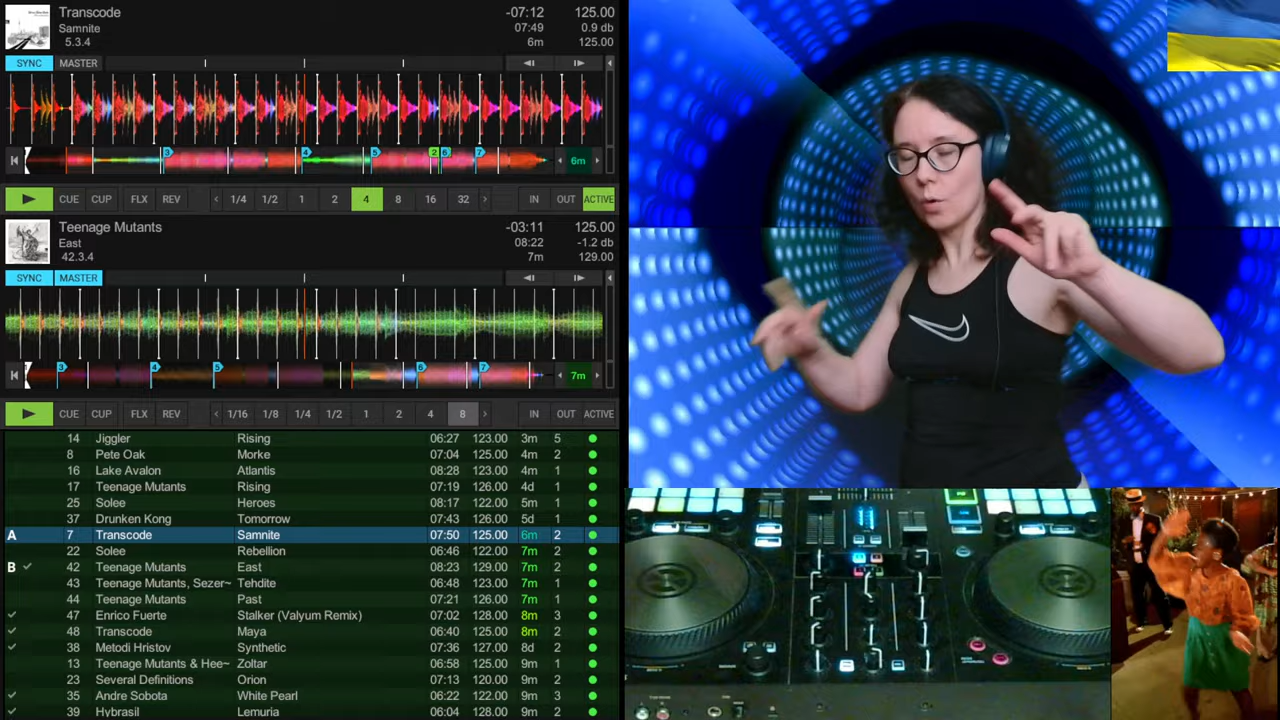 Transcode -07:12 125.00
Samnite 07:49 0.9 db
5.3.4 6m 125.00
SYNC MASTER
3 4 5 2 6 7 6m
CUE CUP FLX REV 1/4 1/2 1 2 4 8 16 32 IN OUT ACTIVE
Teenage Mutants -03:11 125.00
East 08:22 -1.2 db
42.3.4 7m 129.00
SYNC MASTER
3 4 5 6 7 7m
CUE CUP FLX REV 1/16 1/8 1/4 1/2 1 2 4 8 IN OUT ACTIVE
14 Jiggler Rising 06:27 123.00 3m 5
8 Pete Oak Morke 07:04 125.00 4m 2
16 Lake Avalon Atlantis 08:28 123.00 4m 1
17 Teenage Mutants Rising 07:19 126.00 4d 1
25 Solee Heroes 08:17 122.00 5m 1
37 Drunken Kong Tomorrow 07:43 126.00 5d 1
A 7 Transcode Samnite 07:50 125.00 6m 2
22 Solee Rebellion 06:46 122.00 7m 2
B 42 Teenage Mutants East 08:23 129.00 7m 2
43 Teenage Mutants, Sezer~ Tehdite 06:48 123.00 7m 1
44 Teenage Mutants Past 07:21 126.00 7m 1
47 Enrico Fuerte Stalker (Valyum Remix) 07:02 128.00 8m 3
48 Transcode Maya 06:40 125.00 8m 2
38 Metodi Hristov Synthetic 07:36 127.00 8d 2
13 Teenage Mutants & Hee~ Zoltar 06:58 125.00 9m 1
23 Several Definitions Orion 07:13 120.00 9m 2
35 Andre Sobota White Pearl 06:22 122.00 9m 3
39 Hybrasil Lemuria 06:04 128.00 9m 2